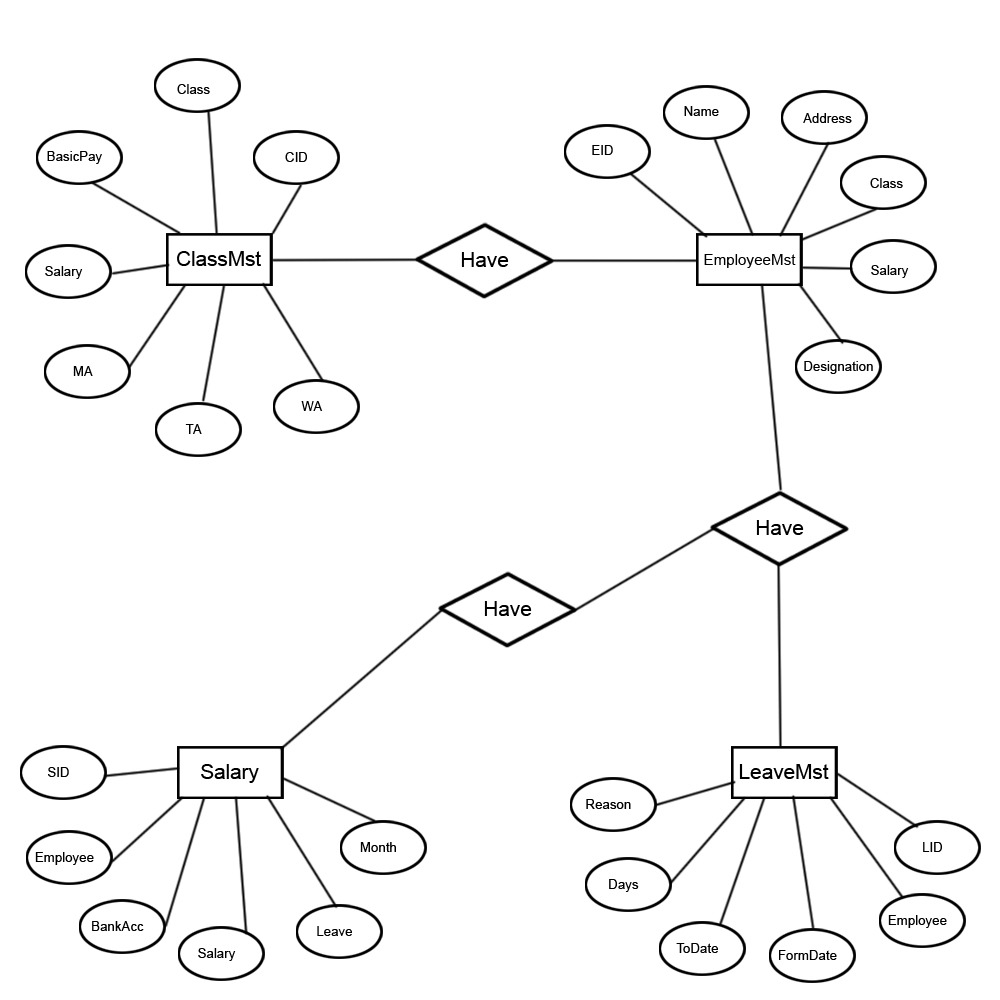 Class
BasicPay
CID
Salary
ClassMst
MA
TA
WA
Have
EID
Name
Address
Class
EmployeeMst
Salary
Designation
Have
Have
SID
Salary
Employee
BankAcc
Salary
Leave
Month
LeaveMst
Reason
Days
ToDate
FormDate
Employee
LID